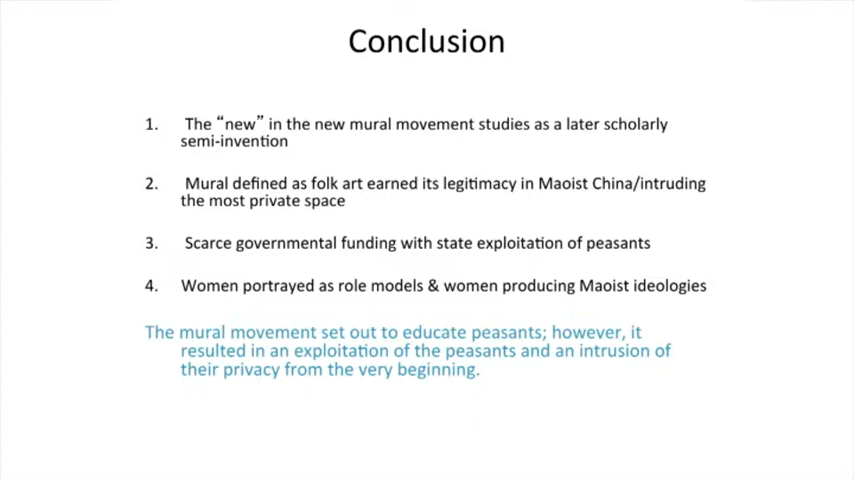 Conclusion
1. The “new” in the new mural movement studies as a later scholarly
semi-invention
2. Mural defined as folk art earned its legitimacy in Maoist China/intruding
the most private space
3. Scarce governmental funding with state exploitation of peasants
4. Women portrayed as role models & women producing Maoist ideologies
The mural movement set out to educate peasants; however, it
resulted in an exploitation of the peasants and an intrusion of
their privacy from the very beginning.